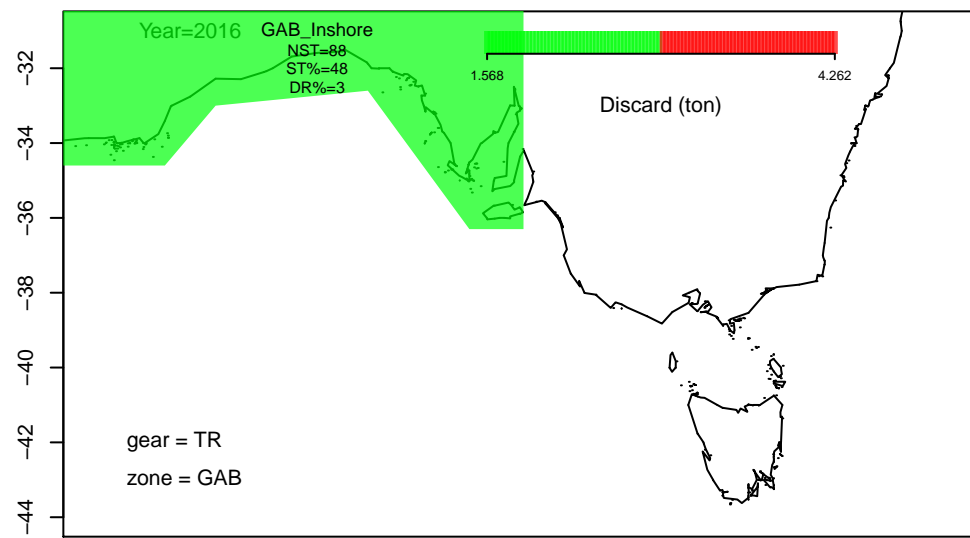 Year=2016
GAB_Inshore
NST=88
ST%=48
DR%=3
1.568
4.262
Discard (ton)
−32
−34
−36
−38
−40
−42
−44
gear = TR
zone = GAB